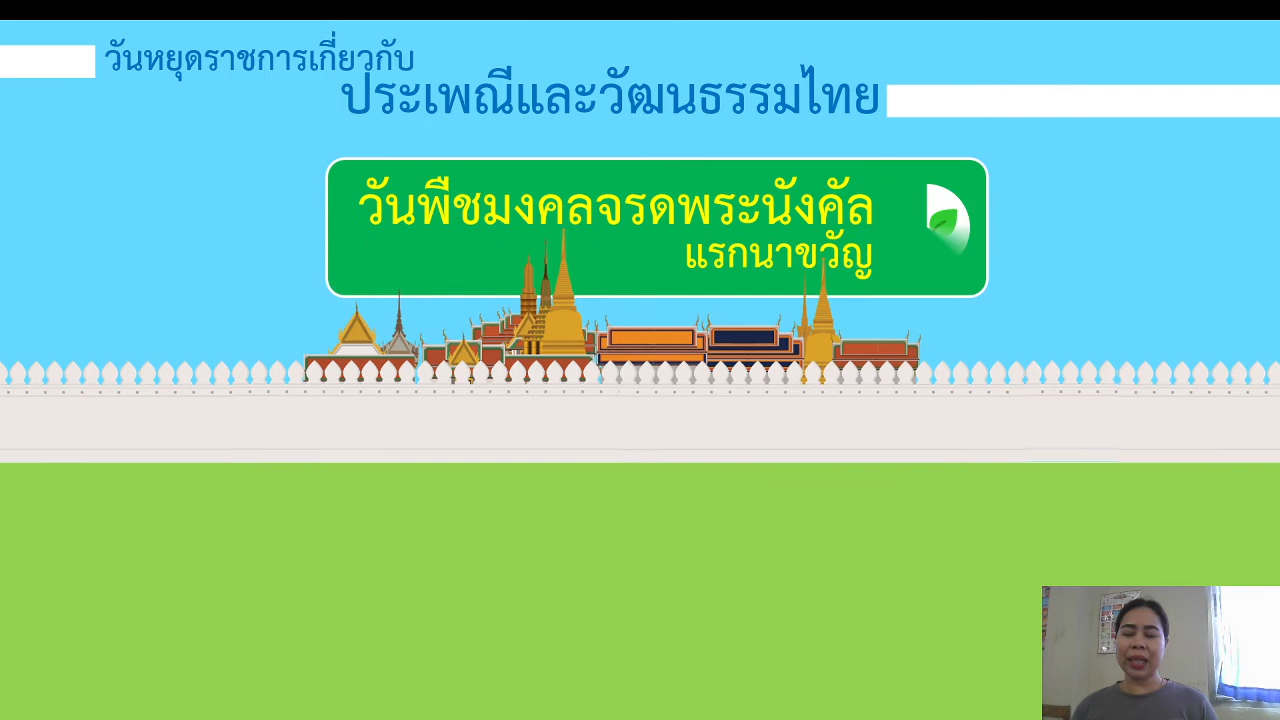 วันหยุดราชการเกี่ยวกับ
ประเพณีและวัฒนธรรมไทย
วันพืชมงคลจรดพระนังคัล
แรกนาขวัญ